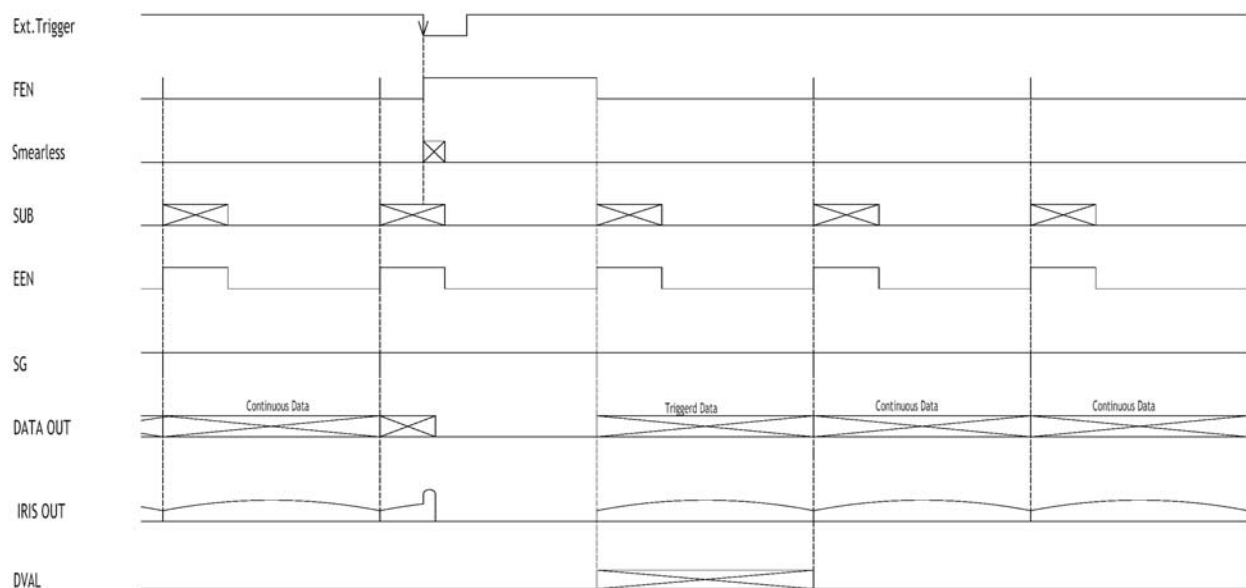 Ext.Trigger
FEN
Smearless
SUB
EEN
SG
Continuous Data Triggerd Data Continuous Data Continuous Data
DATA OUT
IRIS OUT
DVAL